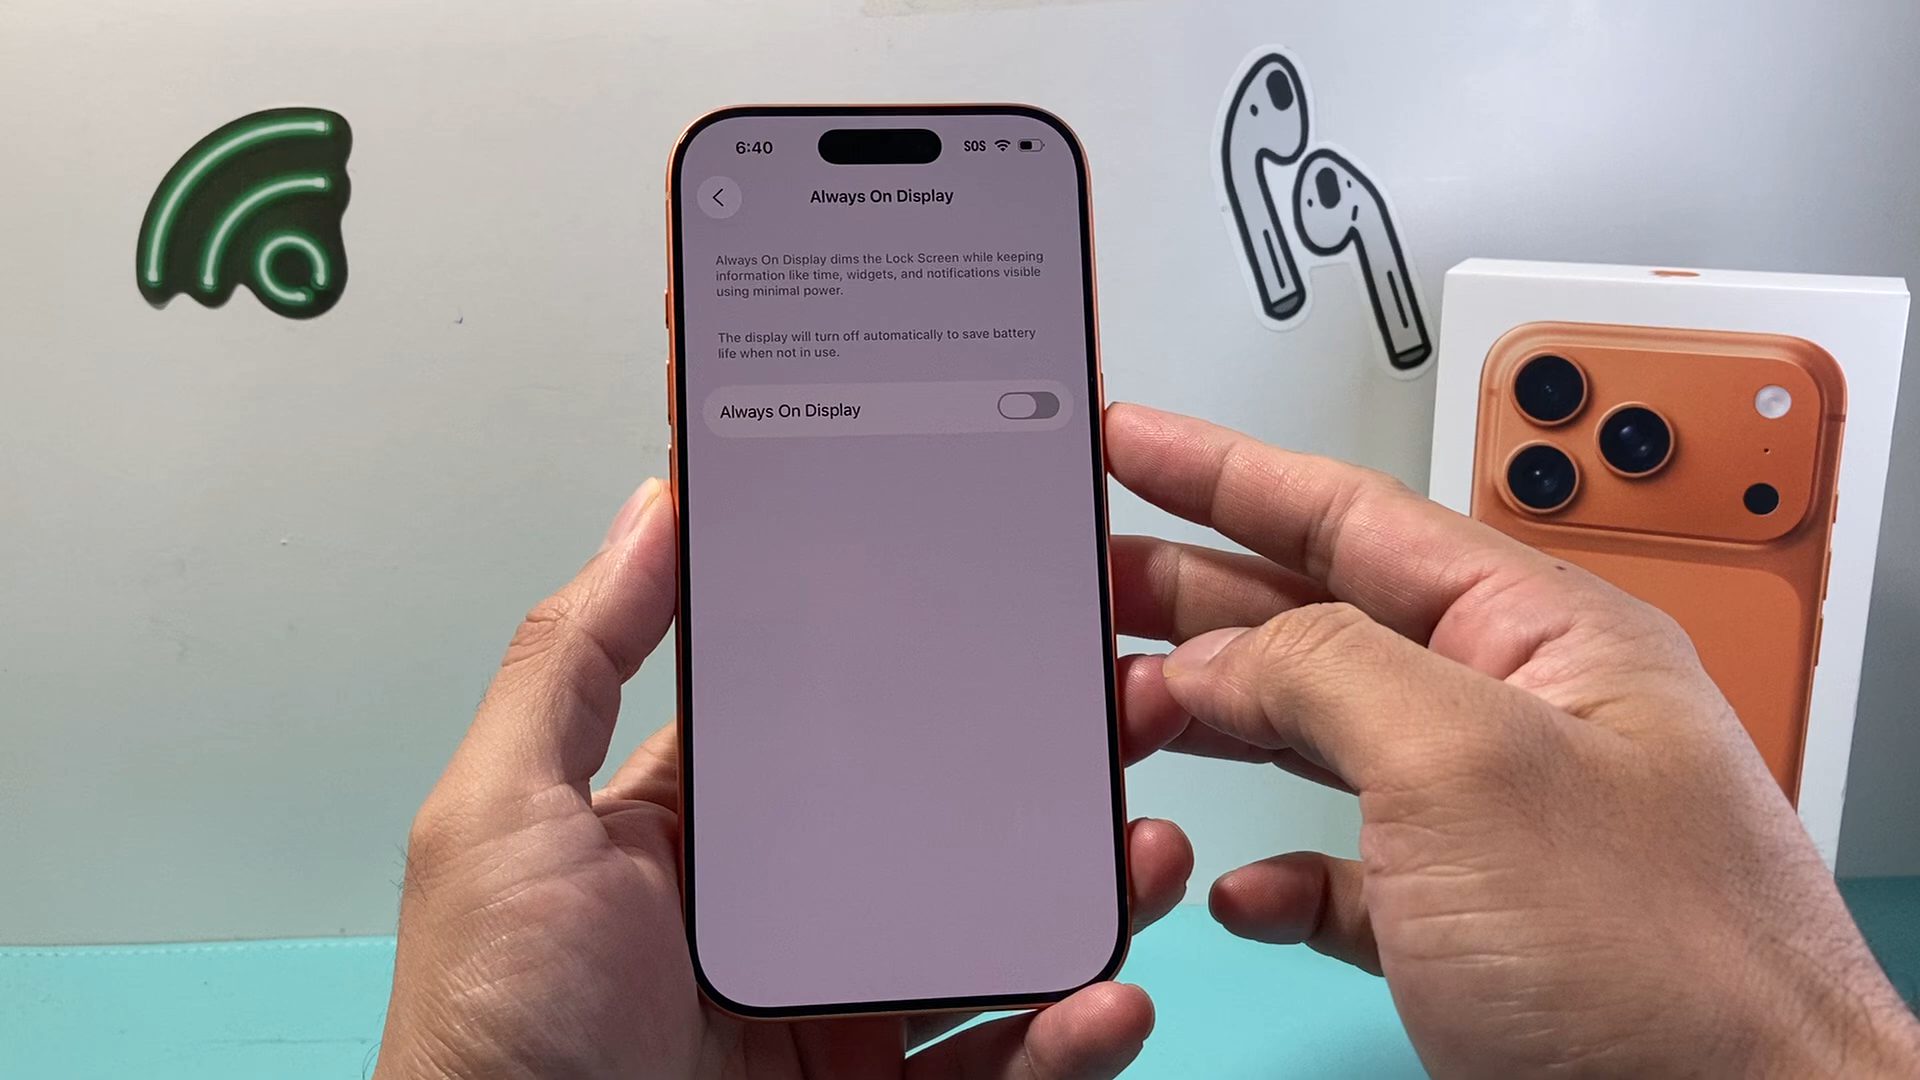 6:40 SOS
Always On Display
Always On Display dims the Lock Screen while keeping
information like time, widgets, and notifications visible
using minimal power.
The display will turn off automatically to save battery
life when not in use.
Always On Display